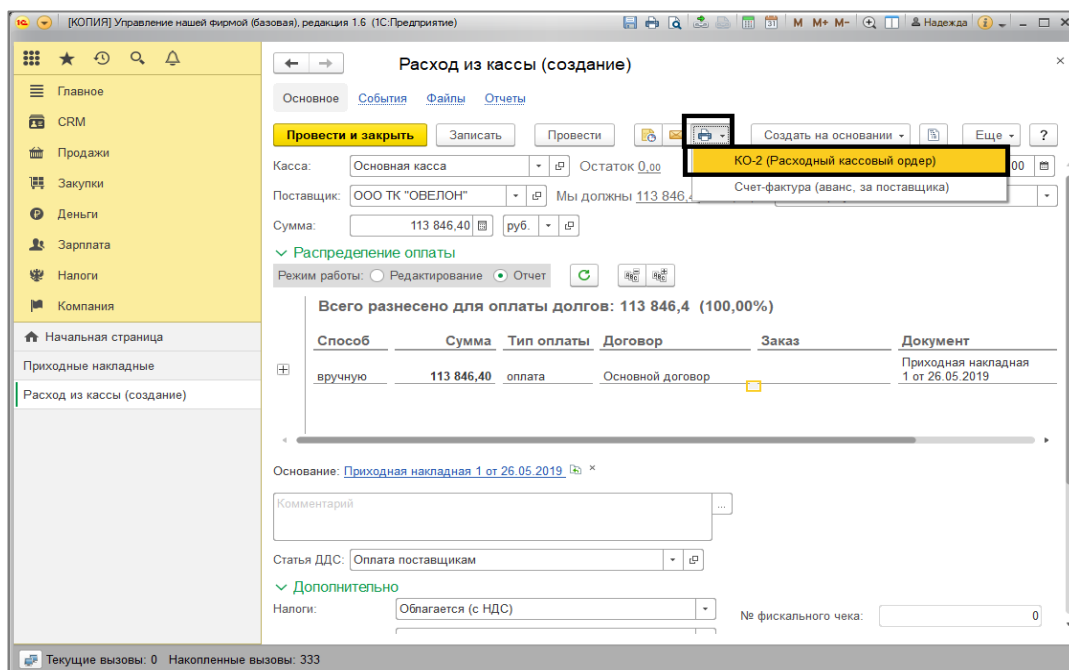 [КОПИЯ] Управление нашей фирмой (базовая), редакция 1.6 (1С:Предприятие)
M M+ M- Надежда
Главное
CRM
Продажи
Закупки
Деньги
Зарплата
Налоги
Компания
Начальная страница
Приходные накладные
Расход из кассы (создание)
Расход из кассы (создание)
Основное События Файлы Отчеты
Провести и закрыть Записать Провести Создать на основании Еще ?
КО-2 (Расходный кассовый ордер)
Счет-фактура (аванс, за поставщика)
Касса: Основная касса Остаток 0,00 00
Поставщик: ООО ТК "ОВЕЛОН" Мы должны 113 846,
Сумма: 113 846,40 руб.
Распределение оплаты
Режим работы: Редактирование Отчет
Всего разнесено для оплаты долгов: 113 846,4 (100,00%)
Способ Сумма Тип оплаты Договор Заказ Документ
вручную 113 846,40 оплата Основной договор Приходная накладная
1 от 26.05.2019
Основание: Приходная накладная 1 от 26.05.2019
Комментарий
Статья ДДС: Оплата поставщикам
Дополнительно
Налоги: Облагается (с НДС) № фискального чека: 0
Текущие вызовы: 0 Накопленные вызовы: 333